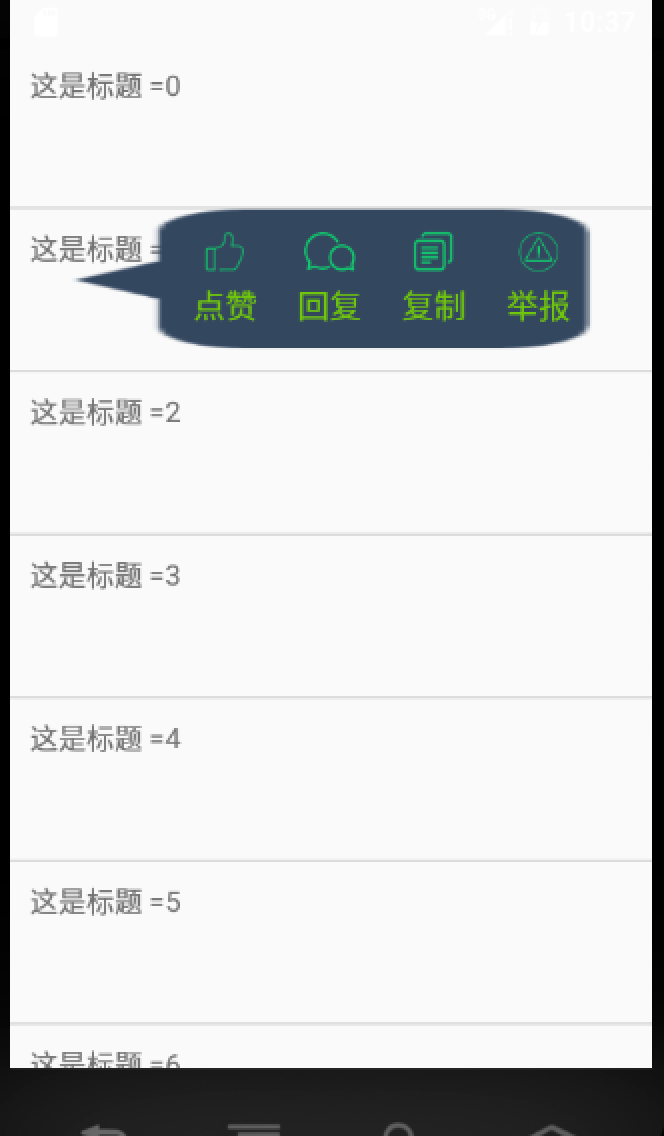 10:37
这是标题 =0
这是标题 =
点赞 回复 复制 举报
这是标题 =2
这是标题 =3
这是标题 =4
这是标题 =5
这是标题 =6